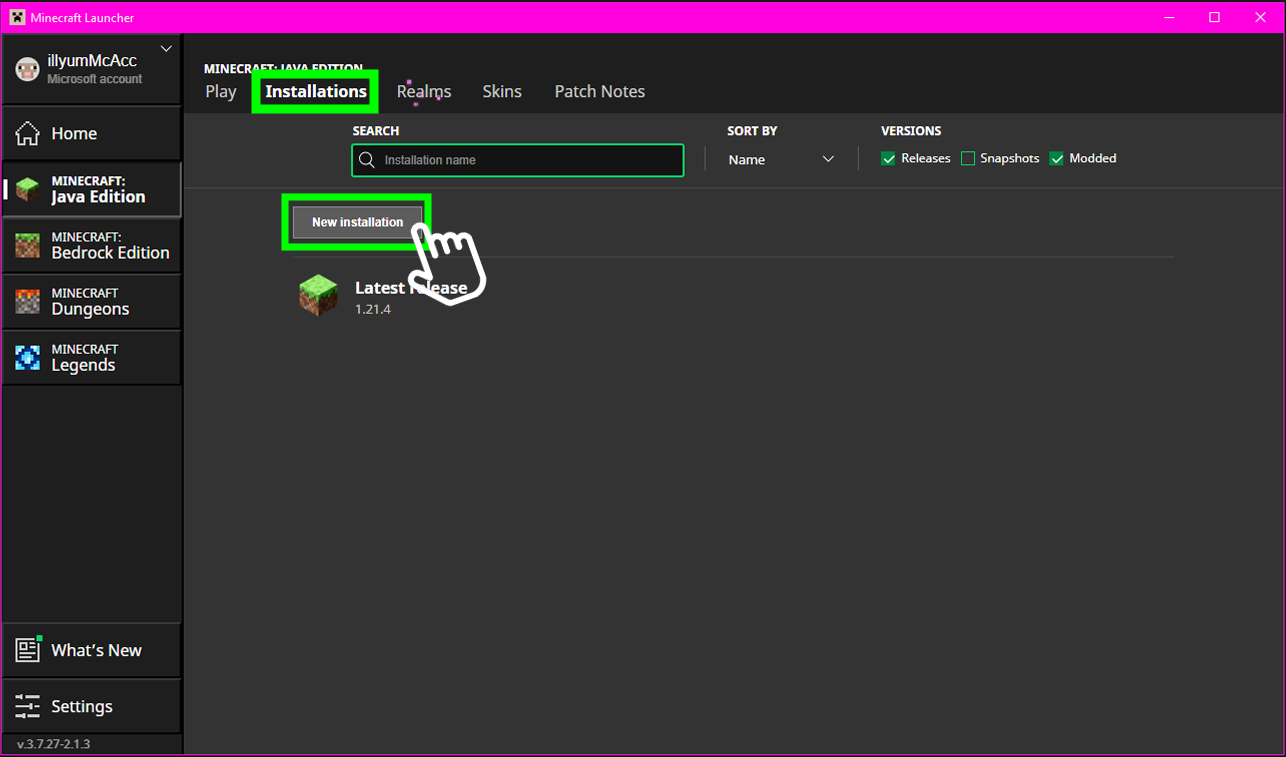 Minecraft Launcher
illyumMcAcc
Microsoft account
Home
MINECRAFT:
Java Edition
MINECRAFT:
Bedrock Edition
MINECRAFT
Dungeons
MINECRAFT
Legends
What's New
Settings
v.3.7.27-2.1.3
MINECRAFT: JAVA EDITION
Play Installations Realms Skins Patch Notes
SEARCH SORT BY VERSIONS
Installation name Name Releases Snapshots Modded
New installation
Latest release
1.21.4